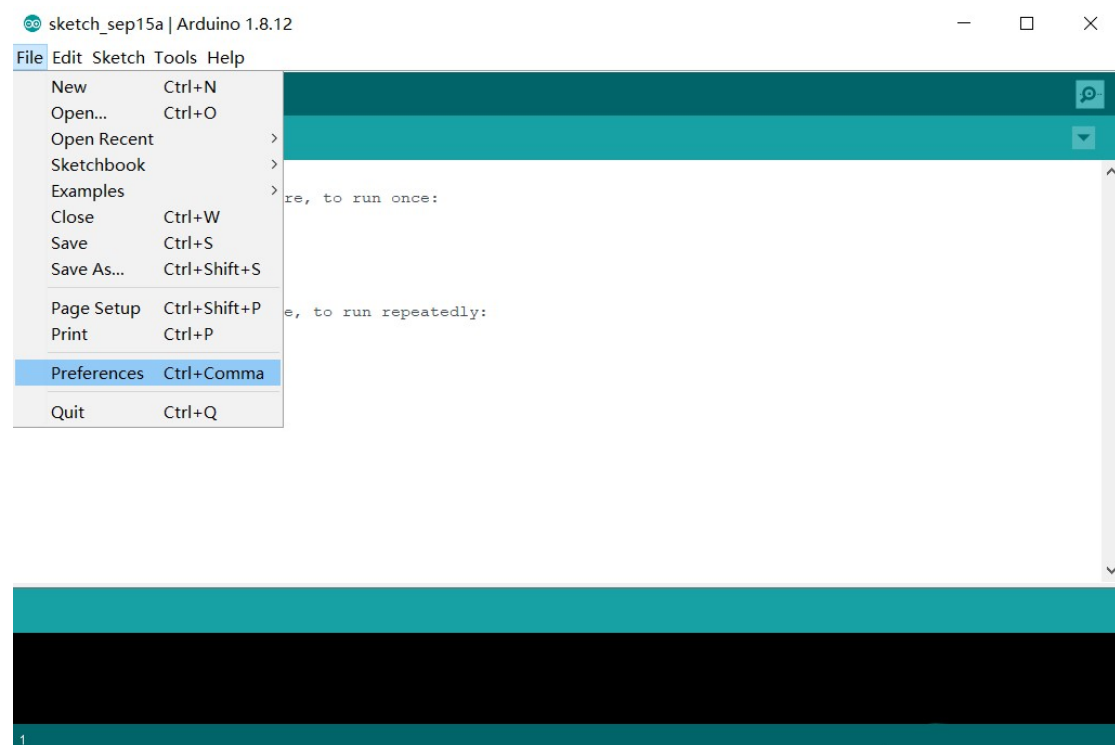 sketch_sep15a | Arduino 1.8.12
File Edit Sketch Tools Help
New Ctrl+N
Open... Ctrl+O
Open Recent
Sketchbook
Examples
Close Ctrl+W
Save Ctrl+S
Save As... Ctrl+Shift+S
Page Setup Ctrl+Shift+P
Print Ctrl+P
Preferences Ctrl+Comma
Quit Ctrl+Q
re, to run once:
e, to run repeatedly:
1